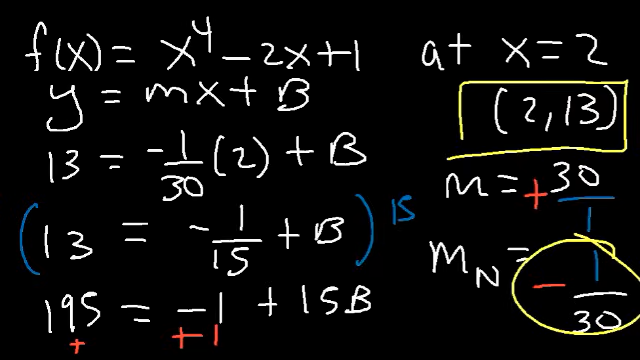 f(x) = x⁴ - 2x + 1 at x = 2
y = mx + B
(2, 13)
13 = -1/30 (2) + B
m = +30/1
(13 = -1/15 + B) 15
m_N = -1/30
195 = -1 + 15B
+ +1